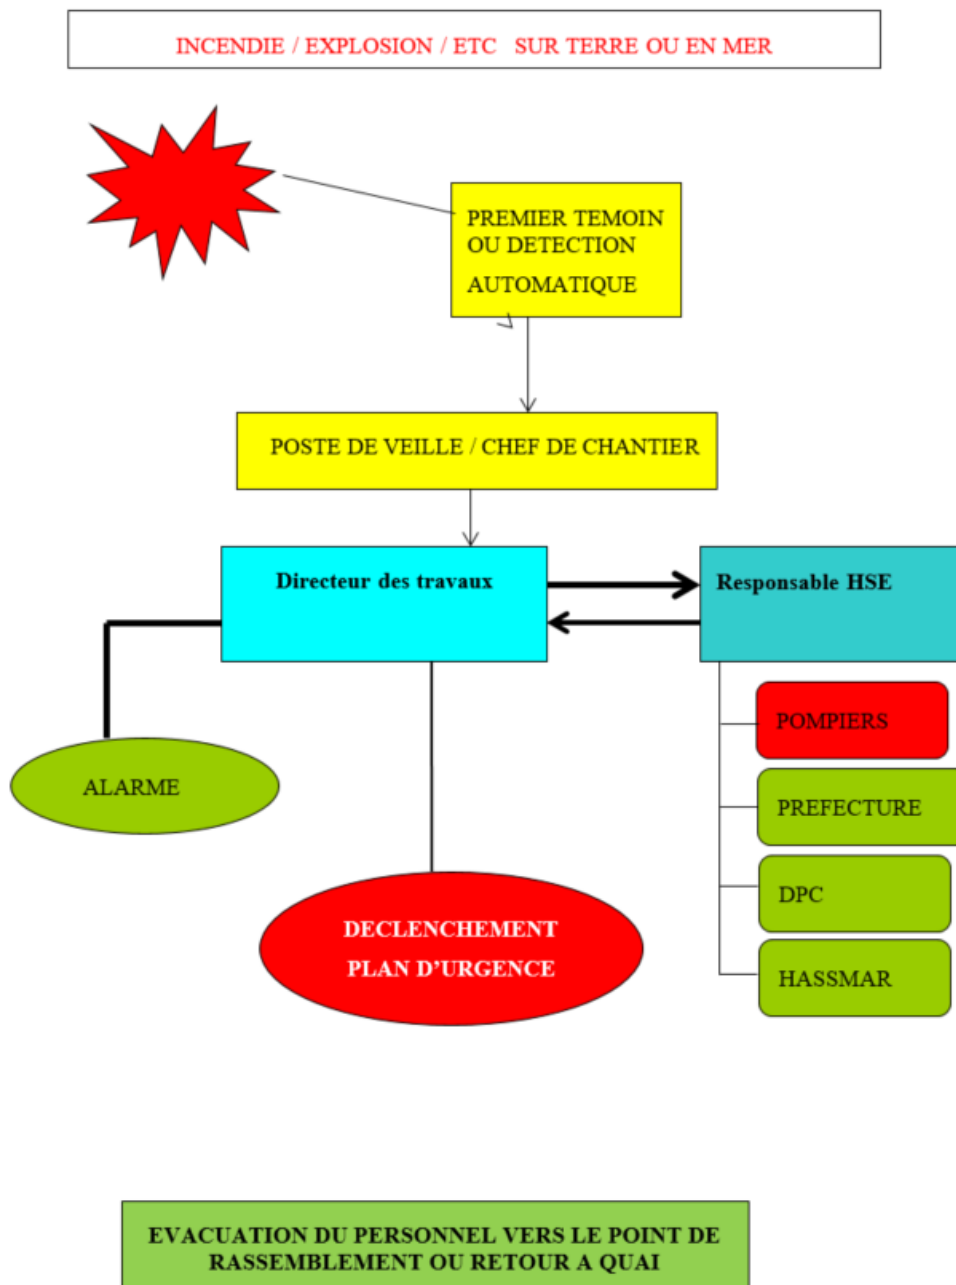 INCENDIE / EXPLOSION / ETC SUR TERRE OU EN MER
PREMIER TEMOIN
OU DETECTION
AUTOMATIQUE
POSTE DE VEILLE / CHEF DE CHANTIER
Directeur des travaux
Responsable HSE
POMPIERS
ALARME
PREFECTURE
DPC
DECLENCHEMENT
PLAN D’URGENCE
HASSMAR
EVACUATION DU PERSONNEL VERS LE POINT DE
RASSEMBLEMENT OU RETOUR A QUAI